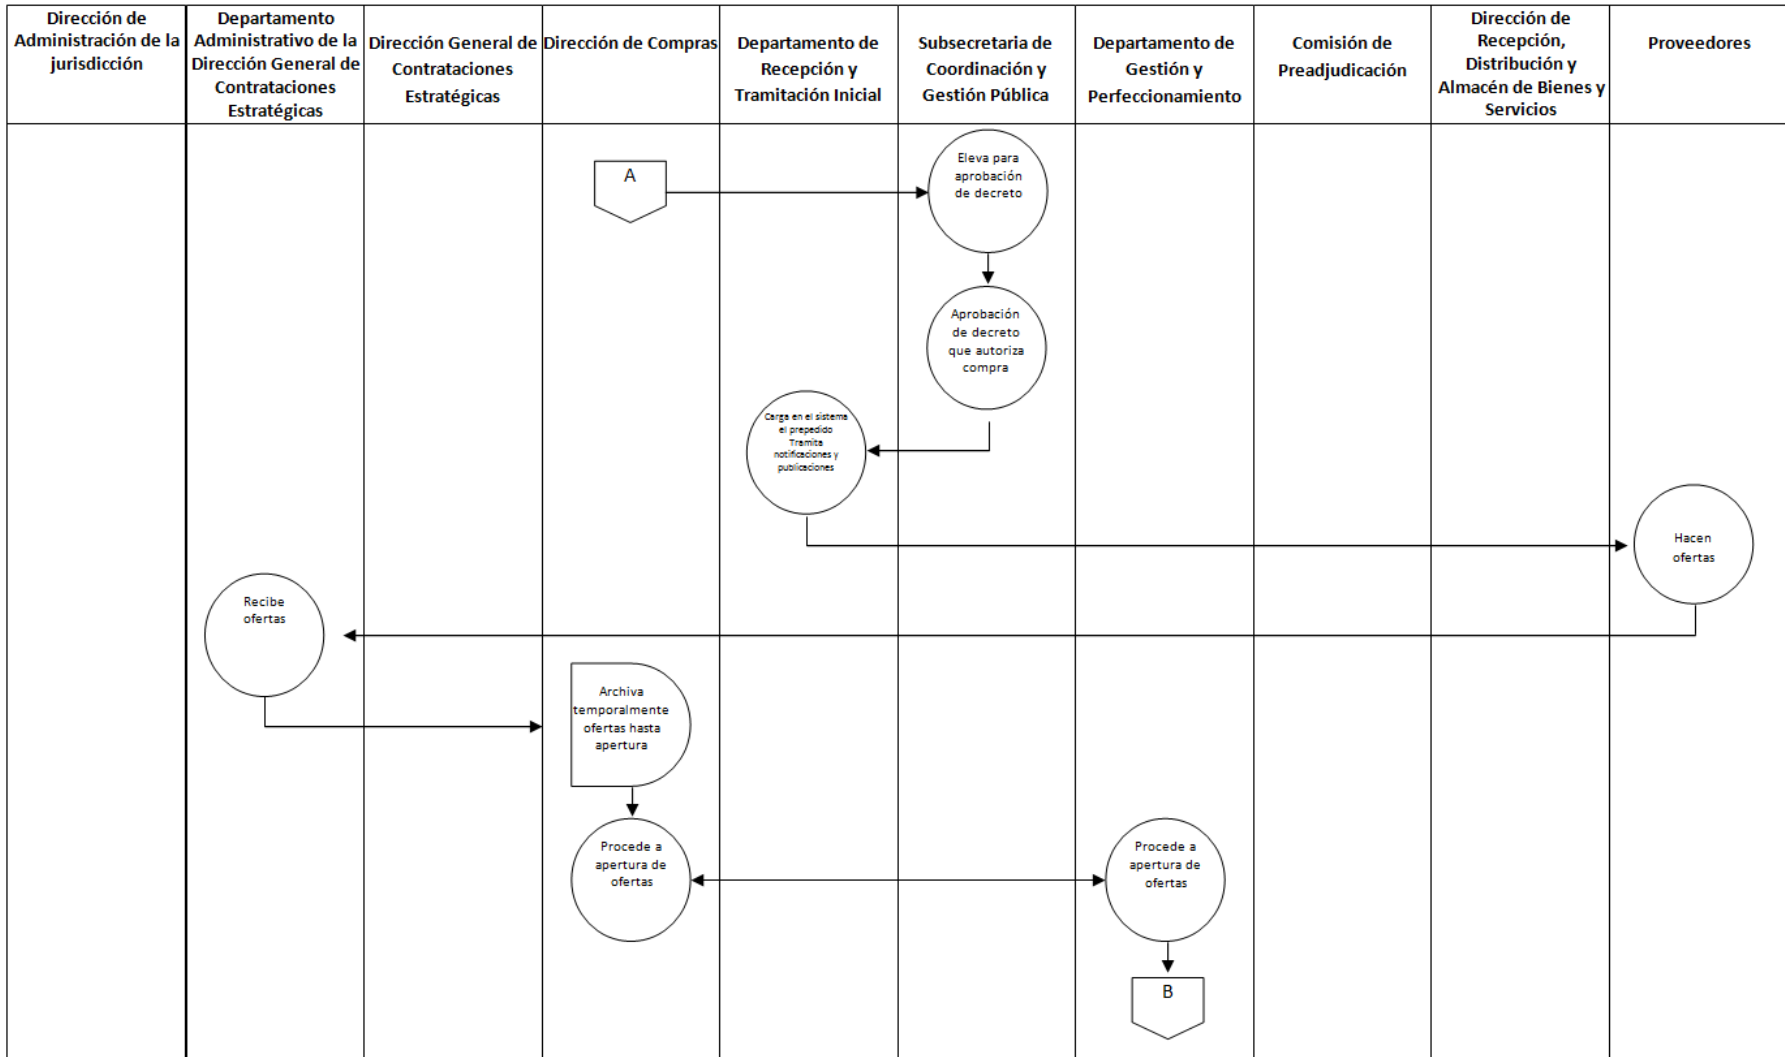 Dirección de
Administración de la
jurisdicción
Departamento
Administrativo de la
Dirección General de
Contrataciones
Estratégicas
Dirección General de
Contrataciones
Estratégicas
Dirección de Compras
Departamento de
Recepción y
Tramitación Inicial
Subsecretaria de
Coordinación y
Gestión Pública
Departamento de
Gestión y
Perfeccionamiento
Comisión de
Preadjudicación
Dirección de
Recepción,
Distribución y
Almacén de Bienes y
Servicios
Proveedores
A
Eleva para
aprobación
de decreto
Aprobación
de decreto
que autoriza
compra
Carga en el sistema
el prepedido
Tramita
notificaciones y
publicaciones
Hacen
ofertas
Recibe
ofertas
Archiva
temporalmente
ofertas hasta
apertura
Procede a
apertura de
ofertas
Procede a
apertura de
ofertas
B